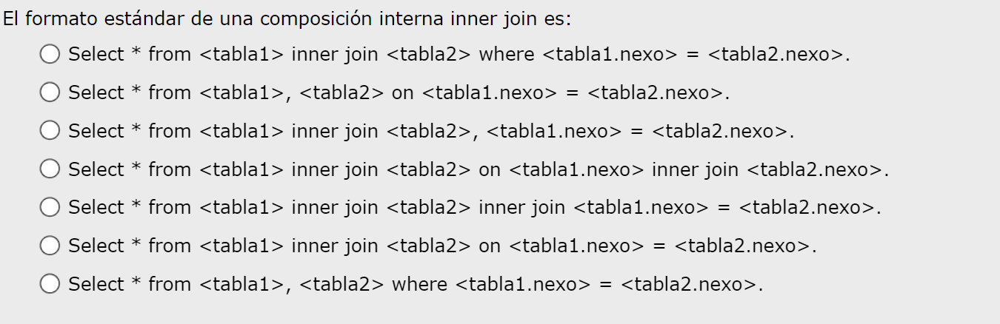 El formato estándar de una composición interna inner join es:
Select * from <tabla1> inner join <tabla2> where <tabla1.nexo> = <tabla2.nexo>.
Select * from <tabla1>, <tabla2> on <tabla1.nexo> = <tabla2.nexo>.
Select * from <tabla1> inner join <tabla2>, <tabla1.nexo> = <tabla2.nexo>.
Select * from <tabla1> inner join <tabla2> on <tabla1.nexo> inner join <tabla2.nexo>.
Select * from <tabla1> inner join <tabla2> inner join <tabla1.nexo> = <tabla2.nexo>.
Select * from <tabla1> inner join <tabla2> on <tabla1.nexo> = <tabla2.nexo>.
Select * from <tabla1>, <tabla2> where <tabla1.nexo> = <tabla2.nexo>.